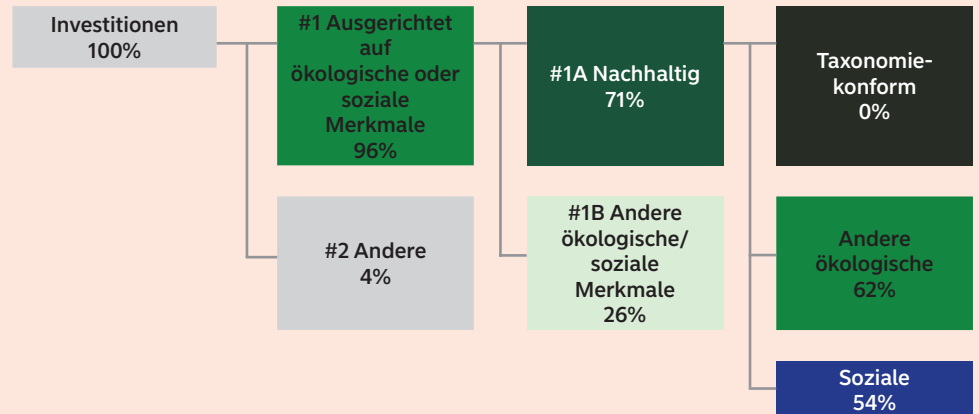 Investitionen
100%
#1 Ausgerichtet
auf
ökologische oder
soziale
Merkmale
96%
#1A Nachhaltig
71%
Taxonomie-
konform
0%
#2 Andere
4%
#1B Andere
ökologische/
soziale
Merkmale
26%
Andere
ökologische
62%
Soziale
54%